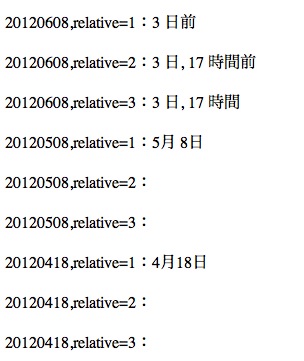 20120608,relative=1：3 日前
20120608,relative=2：3 日, 17 時間前
20120608,relative=3：3 日, 17 時間
20120508,relative=1：5月 8日
20120508,relative=2：
20120508,relative=3：
20120418,relative=1：4月18日
20120418,relative=2：
20120418,relative=3：